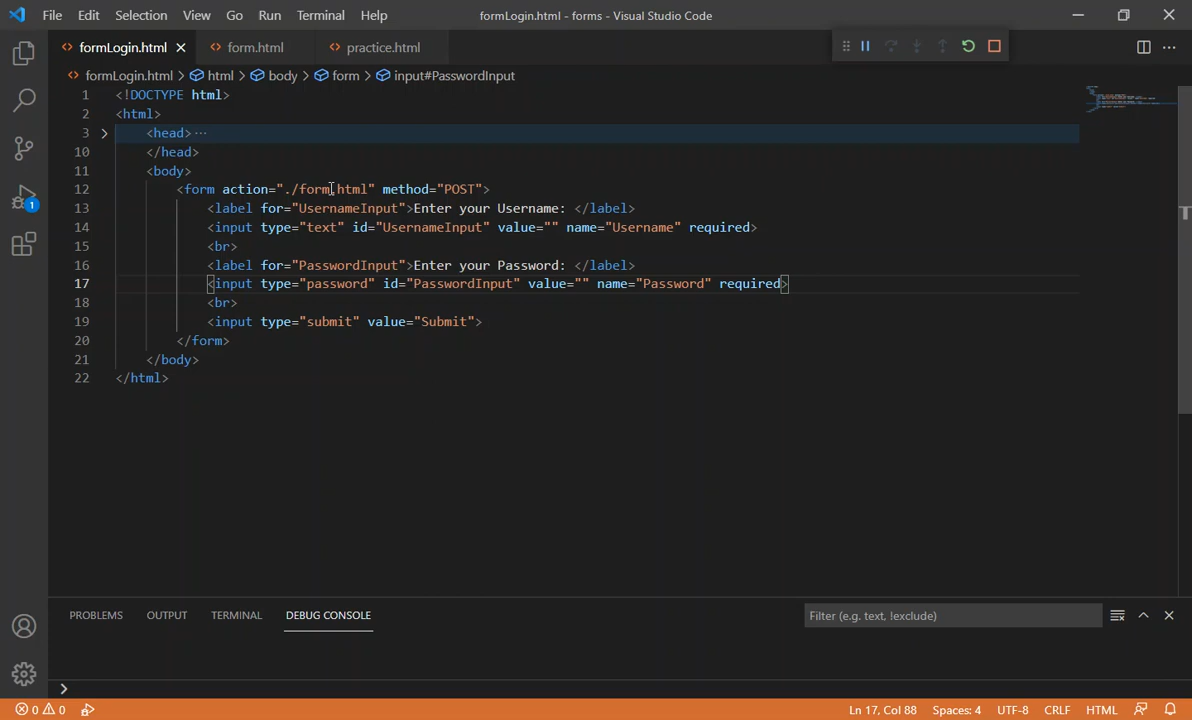 File Edit Selection View Go Run Terminal Help formLogin.html - forms - Visual Studio Code
formLogin.html form.html practice.html
formLogin.html > html > body > form > input#PasswordInput
1 <!DOCTYPE html>
2 <html>
3 <head>···
10 </head>
11 <body>
12 <form action="./form.html" method="POST">
13 <label for="UsernameInput">Enter your Username: </label>
14 <input type="text" id="UsernameInput" value="" name="Username" required>
15 <br>
16 <label for="PasswordInput">Enter your Password: </label>
17 <input type="password" id="PasswordInput" value="" name="Password" required>
18 <br>
19 <input type="submit" value="Submit">
20 </form>
21 </body>
22 </html>
1
PROBLEMS OUTPUT TERMINAL DEBUG CONSOLE Filter (e.g. text, !exclude)
0 0 Ln 17, Col 88 Spaces: 4 UTF-8 CRLF HTML